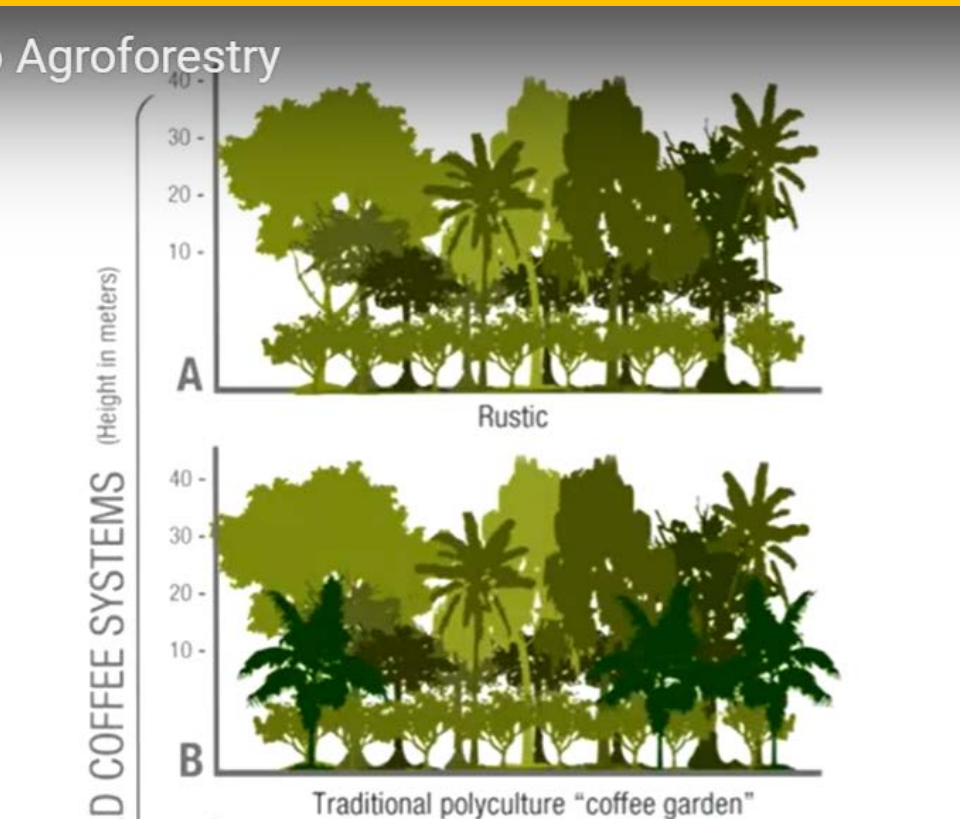 Agroforestry
40 -
30 -
20 -
10 -
(Height in meters)
A
Rustic
40 -
30 -
20 -
10 -
D COFFEE SYSTEMS
B
Traditional polyculture “coffee garden”